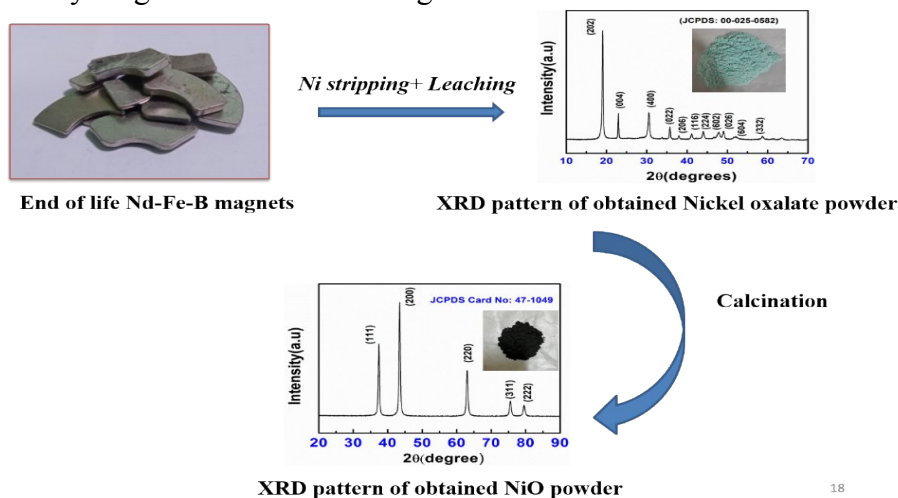 Ni stripping+ Leaching
End of life Nd-Fe-B magnets
(JCPDS: 00-025-0582)
Intensity(a.u)
(202)
(004)
(400)
(022)
(206)
(116)
(224)
(602)
(026)
(604)
(332)
10 20 30 40 50 60 70
2θ(degrees)
XRD pattern of obtained Nickel oxalate powder
Calcination
JCPDS Card No: 47-1049
Intensity(a.u)
(111)
(200)
(220)
(311)
(222)
20 30 40 50 60 70 80 90
2θ(degree)
XRD pattern of obtained NiO powder
18